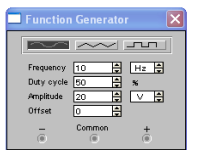 Function Generator
Frequency 10 Hz
Duty cycle 50 %
Amplitude 20 V
Offset 0
− Common +